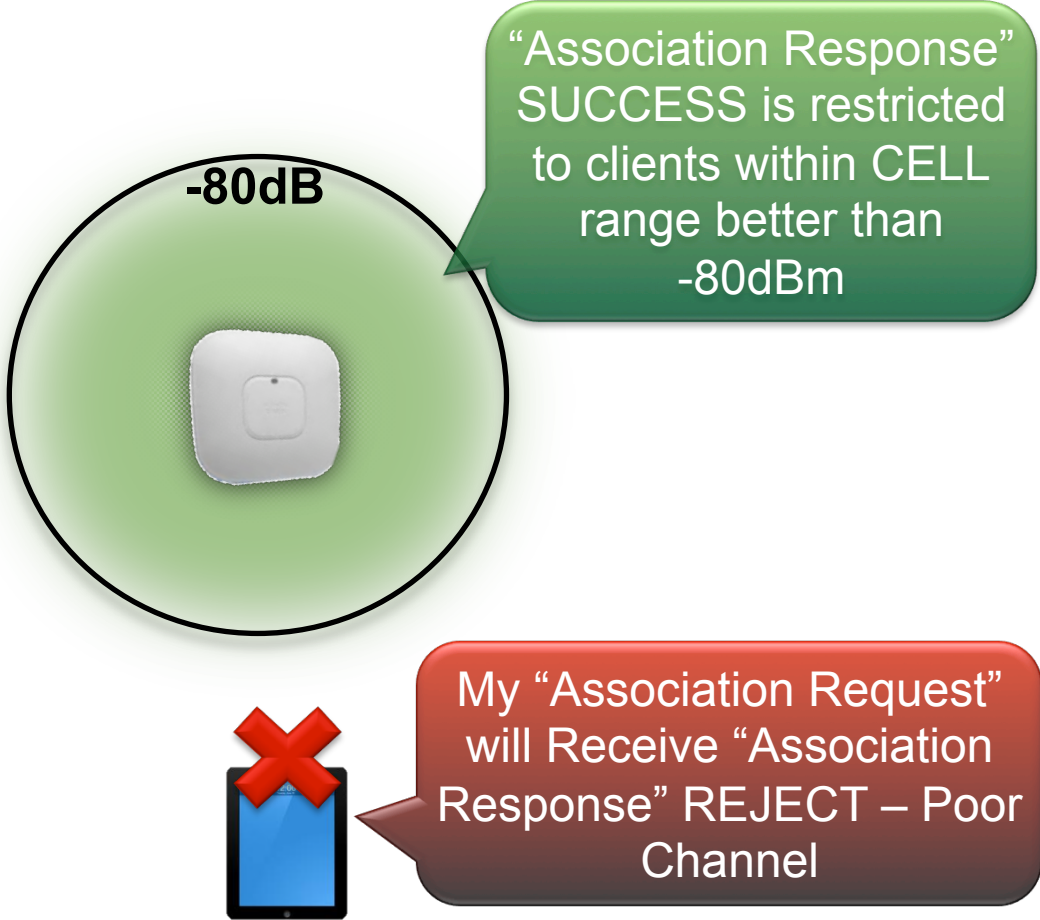 “Association Response”
SUCCESS is restricted
to clients within CELL
range better than
-80dBm
-80dB
My “Association Request”
will Receive “Association
Response” REJECT – Poor
Channel